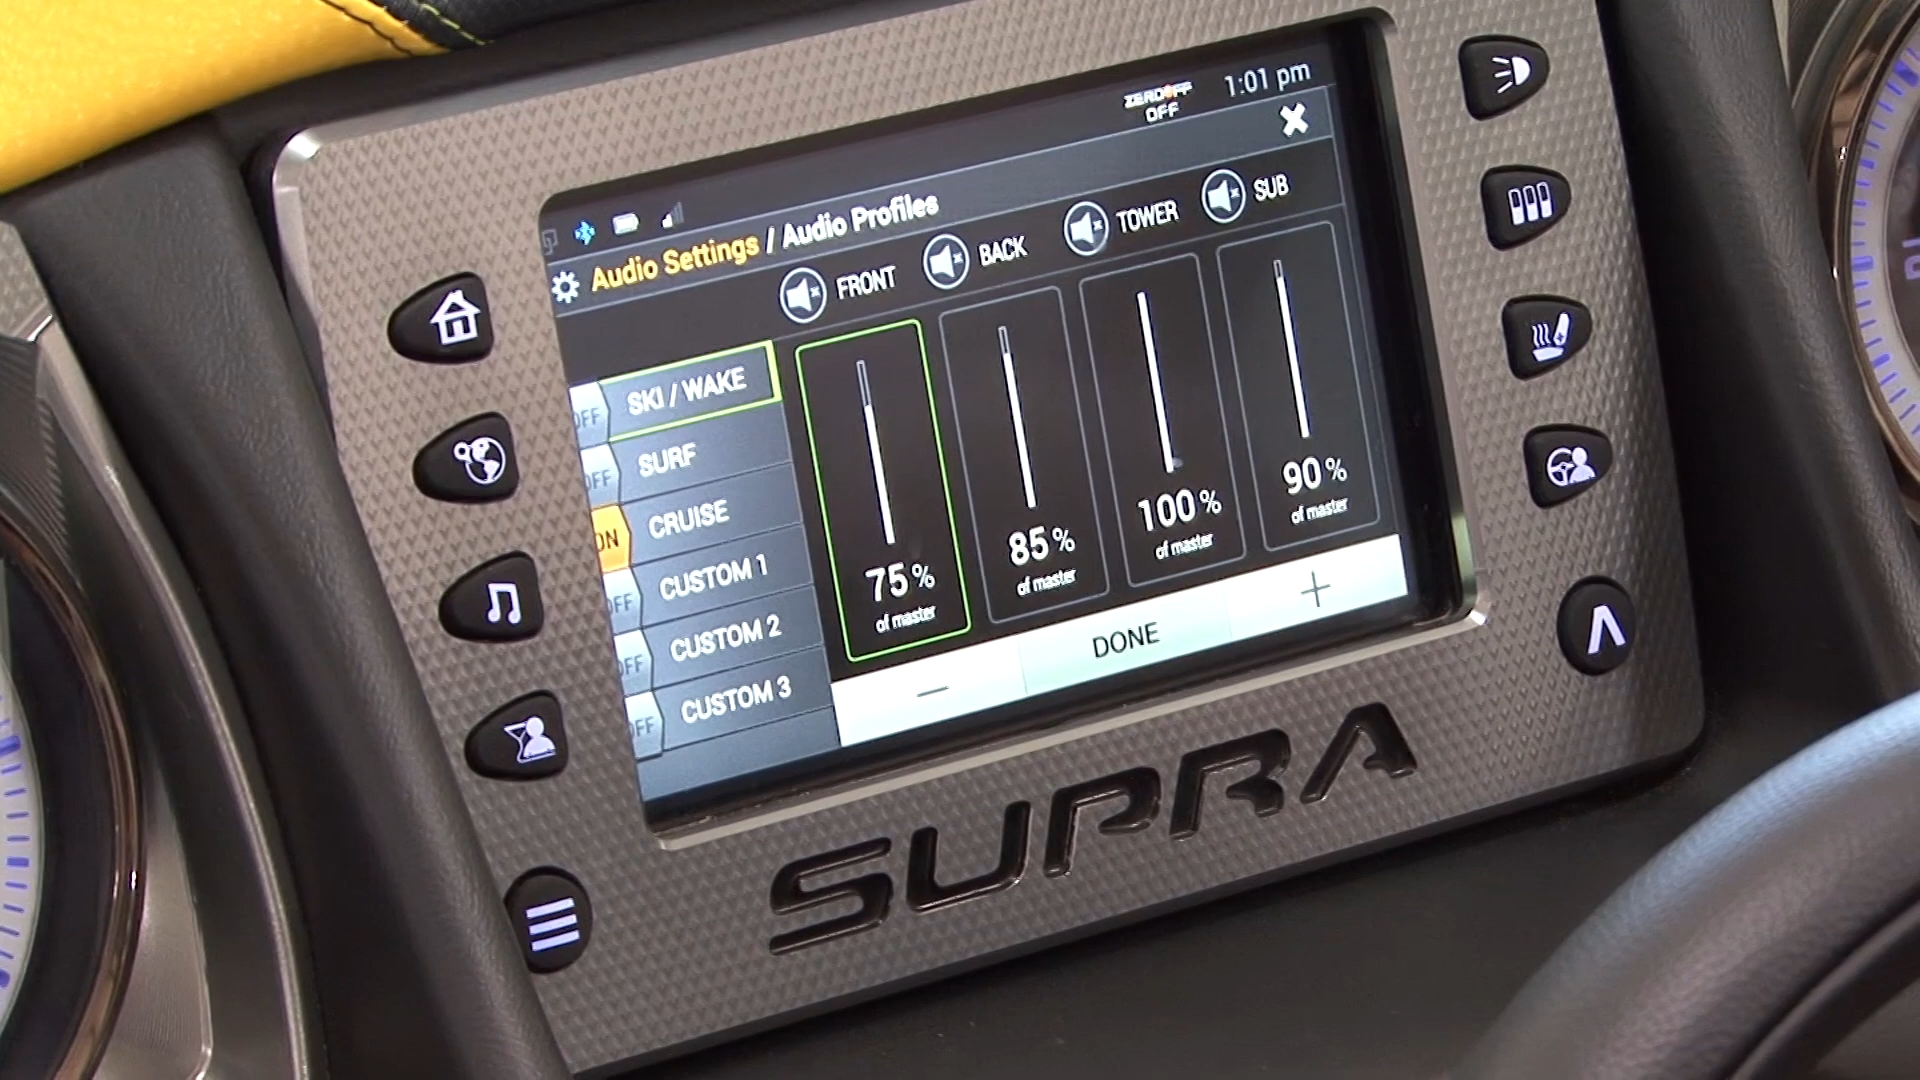 ZEROOFF
OFF
1:01 pm
Audio Settings / Audio Profiles
FRONT
BACK
TOWER
SUB
OFF SKI / WAKE
OFF SURF
ON CRUISE
OFF CUSTOM 1
OFF CUSTOM 2
OFF CUSTOM 3
75 %
of master
85 %
of master
100 %
of master
90 %
of master
—
DONE
+
SUPRA